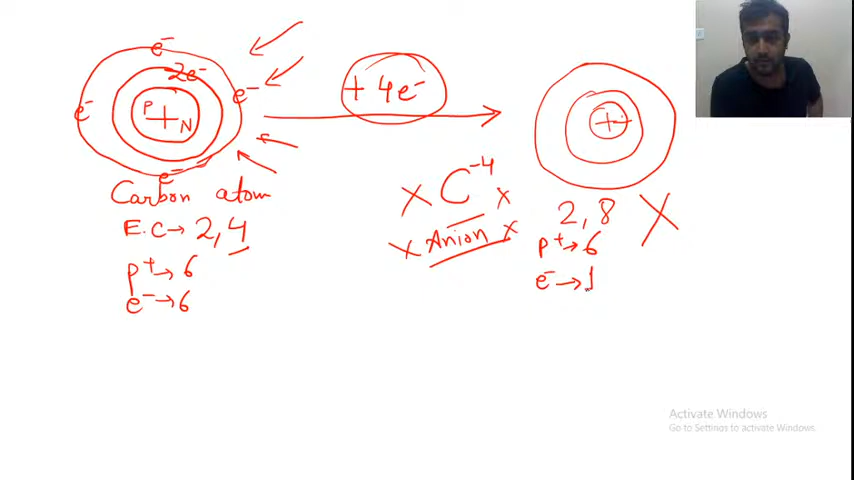 e⁻
2e⁻
e⁻
e⁻
P
+
N
e⁻
+ 4e⁻
Carbon atom
E.C → 2, 4
p⁺ → 6
e⁻ → 6
x C⁻⁴ x
x Anion x
+
2, 8 X
p⁺ → 6
e⁻ → 1
Activate Windows
Go to Settings to activate Windows.